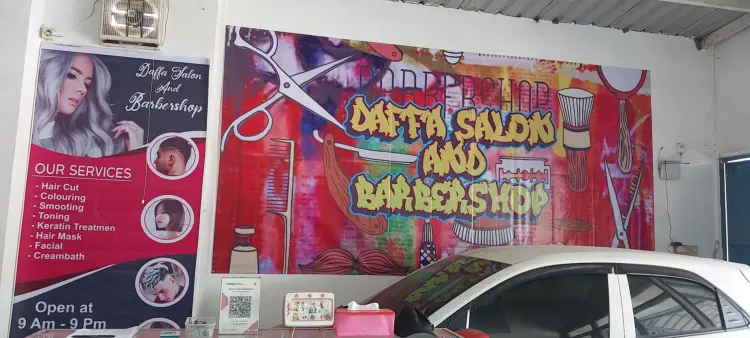 Daffa Salon
And
Barbershop
OUR SERVICES
- Hair Cut
- Colouring
- Smooting
- Toning
- Keratin Treatmen
- Hair Mask
- Facial
- Creambath
Open at
9 Am - 9 Pm
BARBERSHOP
DAFFA SALON
AND
BARBERSHOP